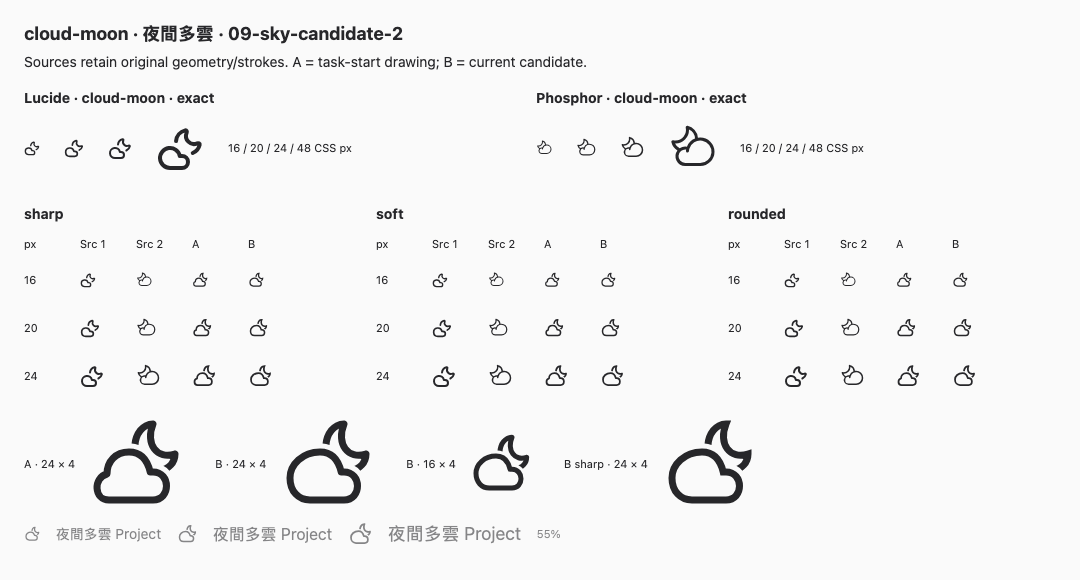 cloud-moon · 夜間多雲 · 09-sky-candidate-2
Sources retain original geometry/strokes. A = task-start drawing; B = current candidate.
Lucide · cloud-moon · exact
Phosphor · cloud-moon · exact
16 / 20 / 24 / 48 CSS px
16 / 20 / 24 / 48 CSS px
sharp
soft
rounded
px Src 1 Src 2 A B
px Src 1 Src 2 A B
px Src 1 Src 2 A B
16
16
16
20
20
20
24
24
24
A · 24 × 4
B · 24 × 4
B · 16 × 4
B sharp · 24 × 4
夜間多雲 Project
夜間多雲 Project
夜間多雲 Project
55%